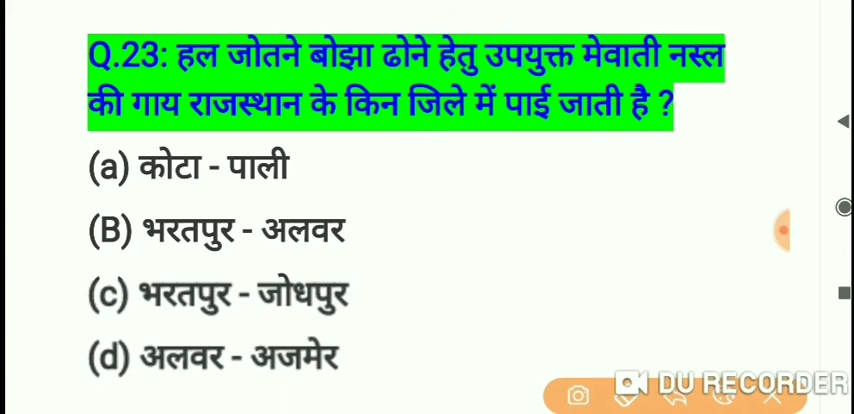 Q.23: हल जोतने बोझा ढोने हेतु उपयुक्त मेवाती नस्ल
की गाय राजस्थान के किन जिले में पाई जाती है ?
(a) कोटा - पाली
(B) भरतपुर - अलवर
(c) भरतपुर - जोधपुर
(d) अलवर - अजमेर
DU RECORDER